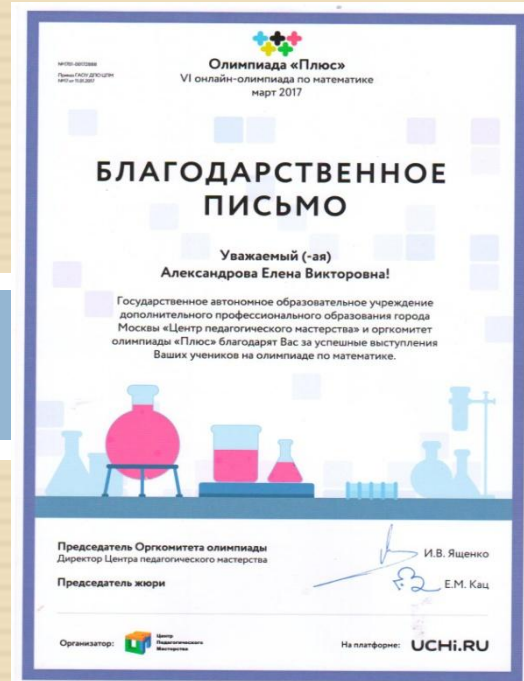 Олимпиада «Плюс»
VI онлайн-олимпиада по математике
март 2017
БЛАГОДАРСТВЕННОЕ
ПИСЬМО
Уважаемый (-ая)
Александрова Елена Викторовна!
Государственное автономное образовательное учреждение
дополнительного профессионального образования города
Москвы «Центр педагогического мастерства» и оргкомитет
олимпиады «Плюс» благодарят Вас за успешные выступления
Ваших учеников на олимпиаде по математике.
Председатель Оргкомитета олимпиады
Директор Центра педагогического мастерства
И.В. Ященко
Председатель жюри
Е.М. Кац
Организатор:
Центр
Педагогического
Мастерства
На платформе: UCHi.RU